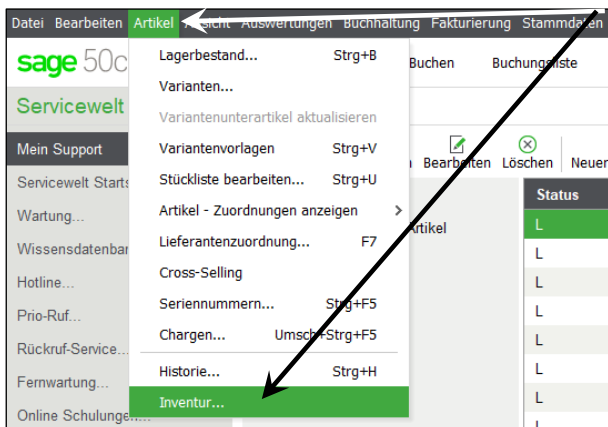 Datei Bearbeiten Artikel Ansicht Auswertungen Buchhaltung Fakturierung Stammdaten
sage 50c
Buchen Buchungsliste
Servicewelt
Mein Support
Servicewelt
Wartung...
Wissensdatenban
Hotline...
Prio-Ruf...
Rückruf-Service...
Fernwartung...
Online Schulungen
Lagerbestand... Strg+B
Varianten...
Variantenunterartikel aktualisieren
Variantenvorlagen Strg+V
Stückliste bearbeiten... Strg+U
Artikel - Zuordnungen anzeigen >
Lieferantenzuordnung... F7
Cross-Selling
Seriennummern... Strg+F5
Chargen... Umsch+Strg+F5
Historie... Strg+H
Inventur...
Bearbeiten Löschen Neuer
Artikel
Status
L
L
L
L
L
L
L